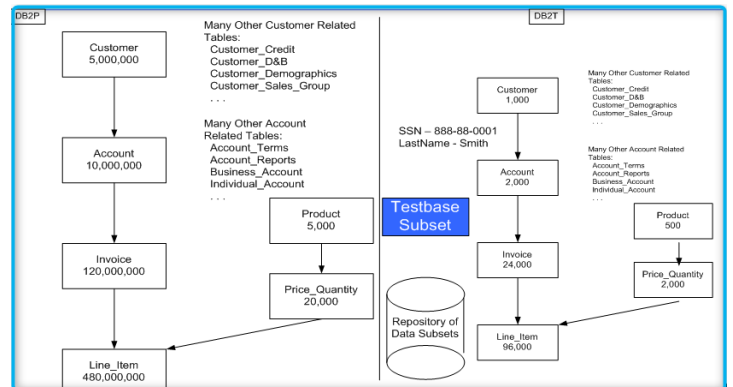 DB2P
Customer
5,000,000
Many Other Customer Related
Tables:
Customer_Credit
Customer_D&B
Customer_Demographics
Customer_Sales_Group
. . .
Account
10,000,000
Many Other Account
Related Tables:
Account_Terms
Account_Reports
Business_Account
Individual_Account
. . .
Product
5,000
Invoice
120,000,000
Price_Quantity
20,000
Line_Item
480,000,000
Testbase
Subset
Repository of
Data Subsets
DB2T
Customer
1,000
Many Other Customer Related
Tables:
Customer_Credit
Customer_D&B
Customer_Demographics
Customer_Sales_Group
. . .
SSN – 888-88-0001
LastName - Smith
Account
2,000
Many Other Account Related
Tables:
Account_Terms
Account_Reports
Business_Account
Individual_Account
. . .
Product
500
Invoice
24,000
Price_Quantity
2,000
Line_Item
96,000